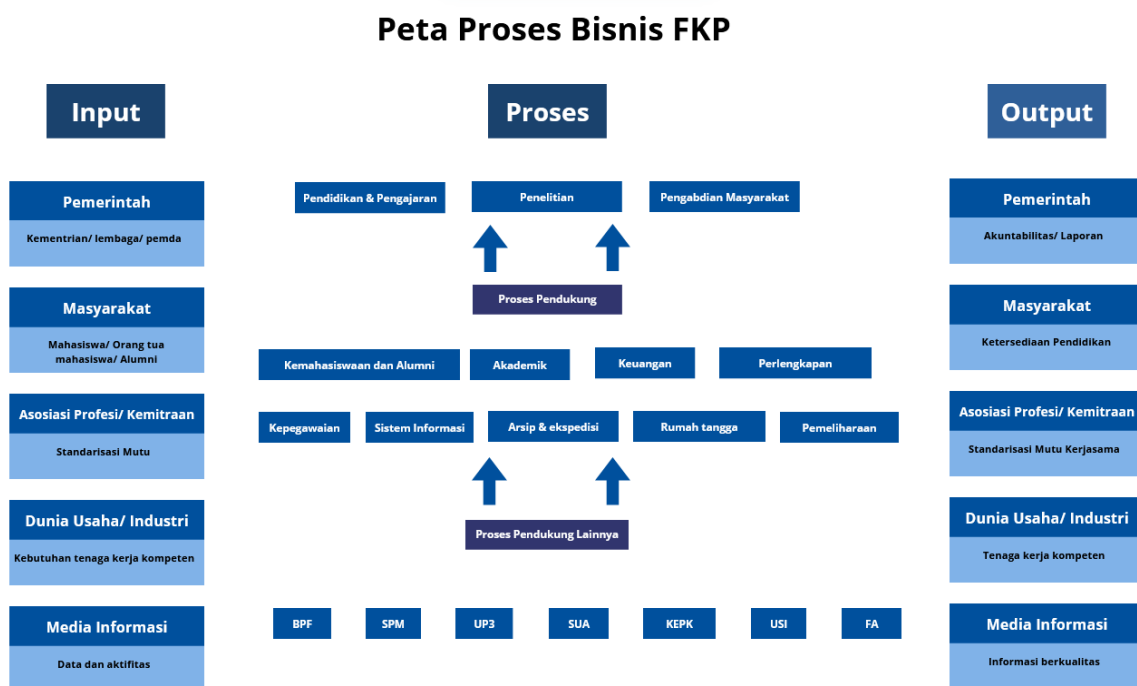 Peta Proses Bisnis FKP
Input
Proses
Output
Pemerintah
Kementrian/ lembaga/ pemda
Masyarakat
Mahasiswa/ Orang tua
mahasiswa/ Alumni
Asosiasi Profesi/ Kemitraan
Standarisasi Mutu
Dunia Usaha/ Industri
Kebutuhan tenaga kerja kompeten
Media Informasi
Data dan aktifitas
Pendidikan & Pengajaran
Penelitian
Pengabdian Masyarakat
Proses Pendukung
Kemahasiswaan dan Alumni
Akademik
Keuangan
Perlengkapan
Kepegawaian
Sistem Informasi
Arsip & ekspedisi
Rumah tangga
Pemeliharaan
Proses Pendukung Lainnya
BPF
SPM
UP3
SUA
KEPK
USI
FA
Pemerintah
Akuntabilitas/ Laporan
Masyarakat
Ketersediaan Pendidikan
Asosiasi Profesi/ Kemitraan
Standarisasi Mutu Kerjasama
Dunia Usaha/ Industri
Tenaga kerja kompeten
Media Informasi
Informasi berkualitas